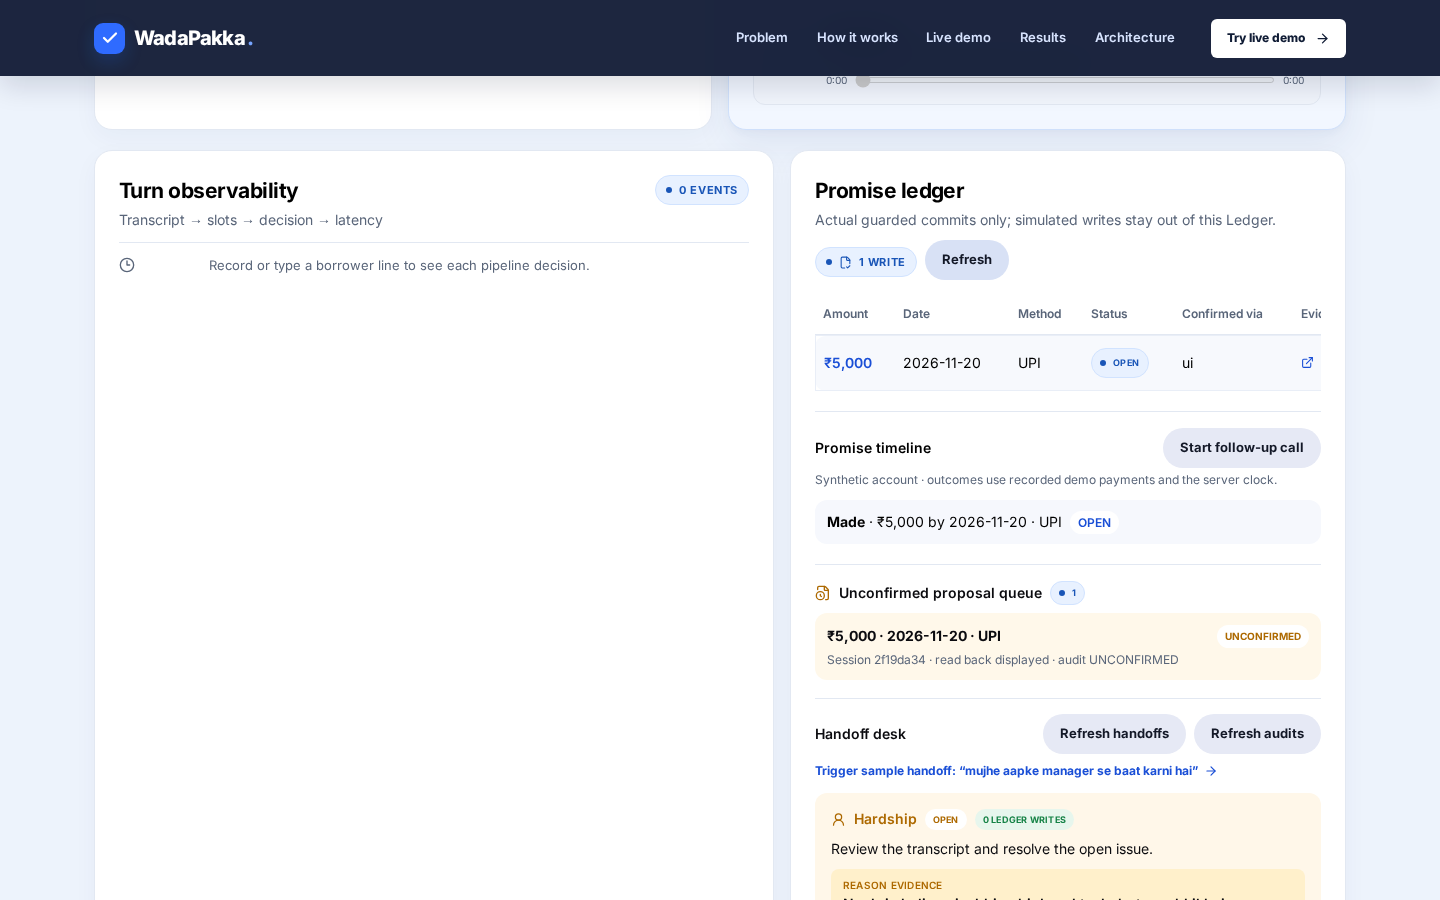 WadaPakka.
Problem How it works Live demo Results Architecture Try live demo →
0:00 0:00
Turn observability
0 EVENTS
Transcript → slots → decision → latency
Record or type a borrower line to see each pipeline decision.
Promise ledger
Actual guarded commits only; simulated writes stay out of this Ledger.
1 WRITE Refresh
Amount Date Method Status Confirmed via
₹5,000 2026-11-20 UPI OPEN ui
Promise timeline Start follow-up call
Synthetic account · outcomes use recorded demo payments and the server clock.
Made · ₹5,000 by 2026-11-20 · UPI OPEN
Unconfirmed proposal queue 1
₹5,000 · 2026-11-20 · UPI UNCONFIRMED
Session 2f19da34 · read back displayed · audit UNCONFIRMED
Handoff desk Refresh handoffs Refresh audits
Trigger sample handoff: “mujhe aapke manager se baat karni hai” →
Hardship OPEN 0 LEDGER WRITES
Review the transcript and resolve the open issue.
REASON EVIDENCE